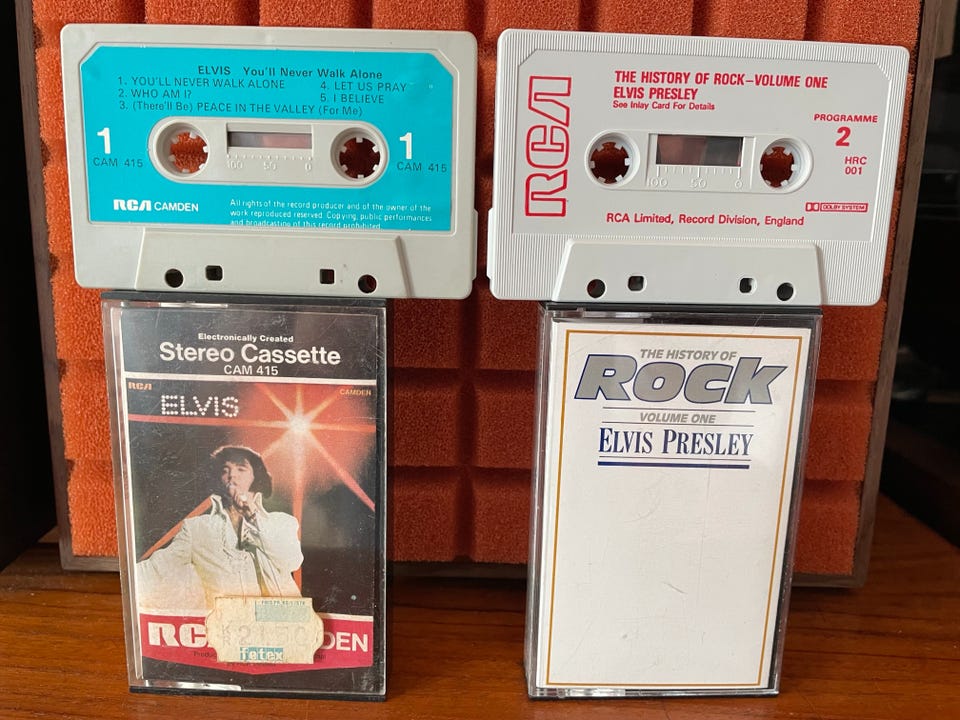 ELVIS You'll Never Walk Alone
1. YOU'LL NEVER WALK ALONE
2. WHO AM I?
3. (There'll Be) PEACE IN THE VALLEY (For Me)
4. LET US PRAY
5. I BELIEVE
1
CAM 415
100 50 0
1
CAM 415
RCA CAMDEN
All rights of the record producer and of the owner of the
work reproduced reserved. Copying, public performances
and broadcasting of this record prohibited
RCA
THE HISTORY OF ROCK–VOLUME ONE
ELVIS PRESLEY
See Inlay Card For Details
PROGRAMME
2
HRC
001
100 50 0
DOLBY SYSTEM
RCA Limited, Record Division, England
Electronically Created
Stereo Cassette
CAM 415
RCA
CAMDEN
ELVIS
RC
DEN
fotex
THE HISTORY OF
Rock
VOLUME ONE
ELVIS PRESLEY